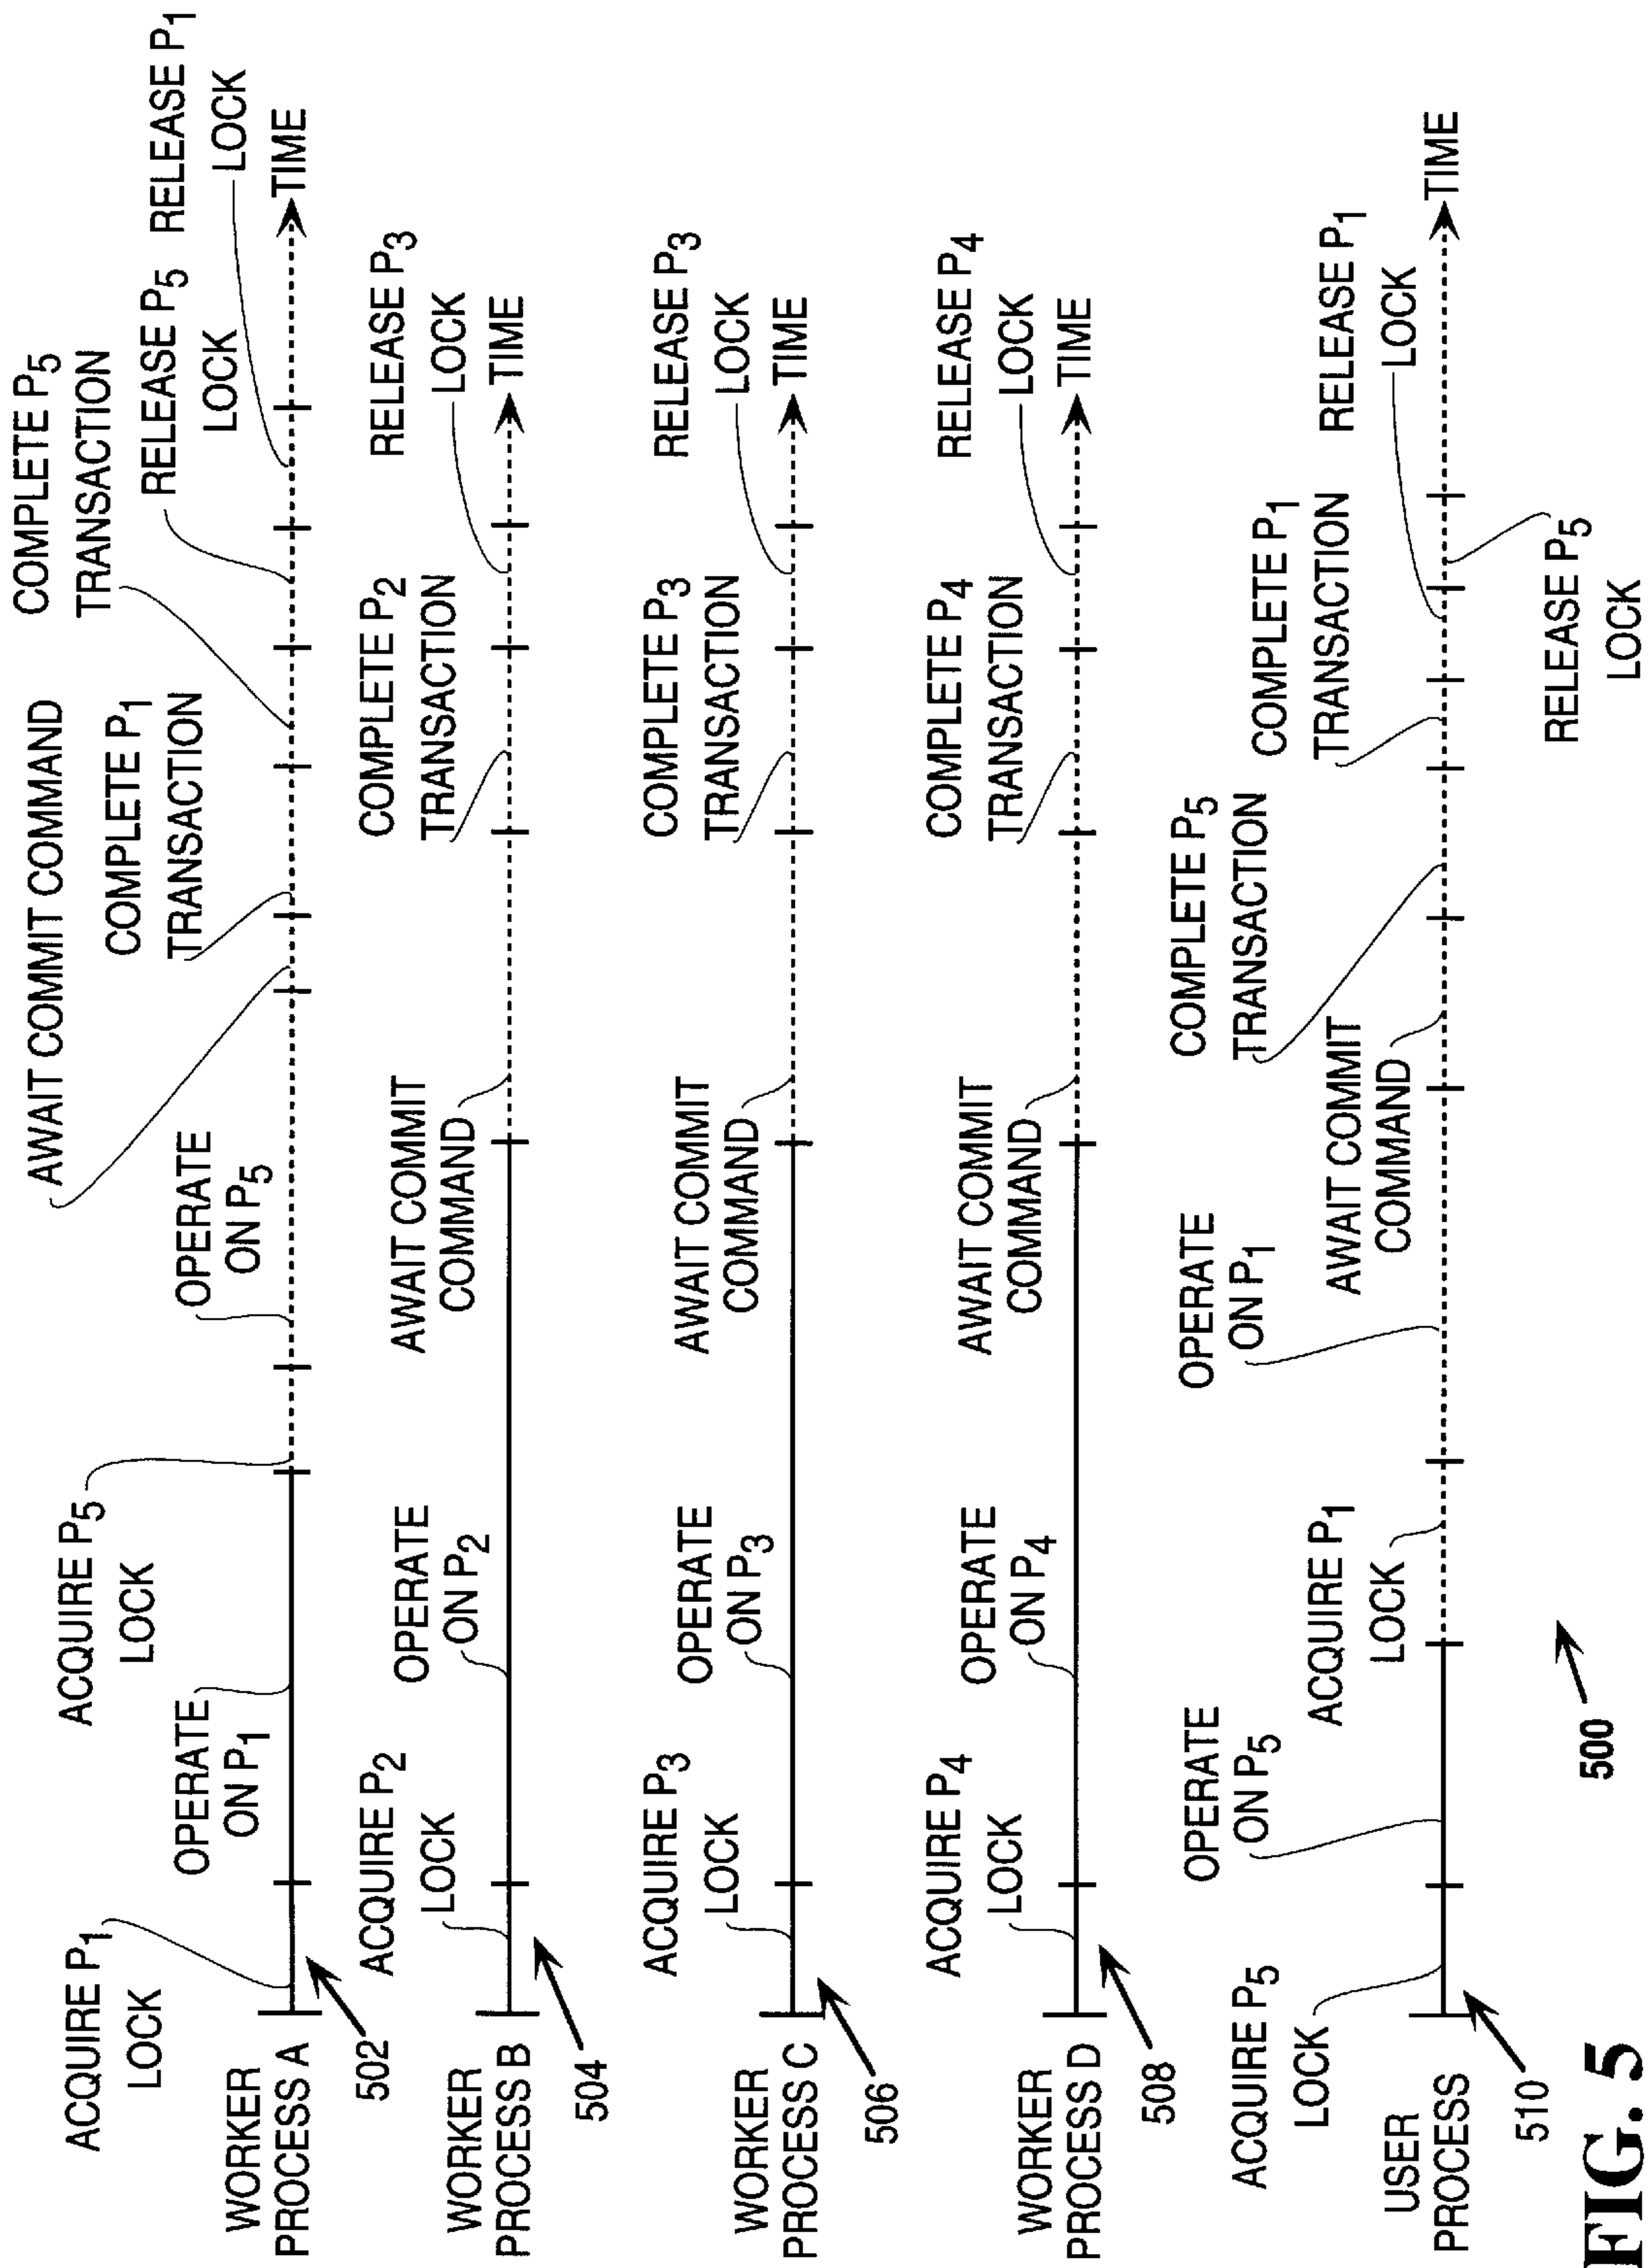 ACQUIRE P1
LOCK
OPERATE
ON P1
ACQUIRE P5
LOCK
OPERATE
ON P5
AWAIT COMMIT COMMAND
COMPLETE P1
TRANSACTION
COMPLETE P5
TRANSACTION
RELEASE P5
LOCK
RELEASE P1
LOCK
TIME
WORKER
PROCESS A
502
ACQUIRE P2
LOCK
OPERATE
ON P2
AWAIT COMMIT
COMMAND
COMPLETE P2
TRANSACTION
RELEASE P3
LOCK
TIME
WORKER
PROCESS B
504
ACQUIRE P3
LOCK
OPERATE
ON P3
AWAIT COMMIT
COMMAND
COMPLETE P3
TRANSACTION
RELEASE P3
LOCK
TIME
WORKER
PROCESS C
506
ACQUIRE P4
LOCK
OPERATE
ON P4
AWAIT COMMIT
COMMAND
COMPLETE P4
TRANSACTION
RELEASE P4
LOCK
TIME
WORKER
PROCESS D
508
ACQUIRE P5
LOCK
OPERATE
ON P5
ACQUIRE P1
LOCK
OPERATE
ON P1
AWAIT COMMIT
COMMAND
COMPLETE P5
TRANSACTION
COMPLETE P1
TRANSACTION
RELEASE P1
LOCK
TIME
RELEASE P5
LOCK
USER
PROCESS
510
500
FIG. 5